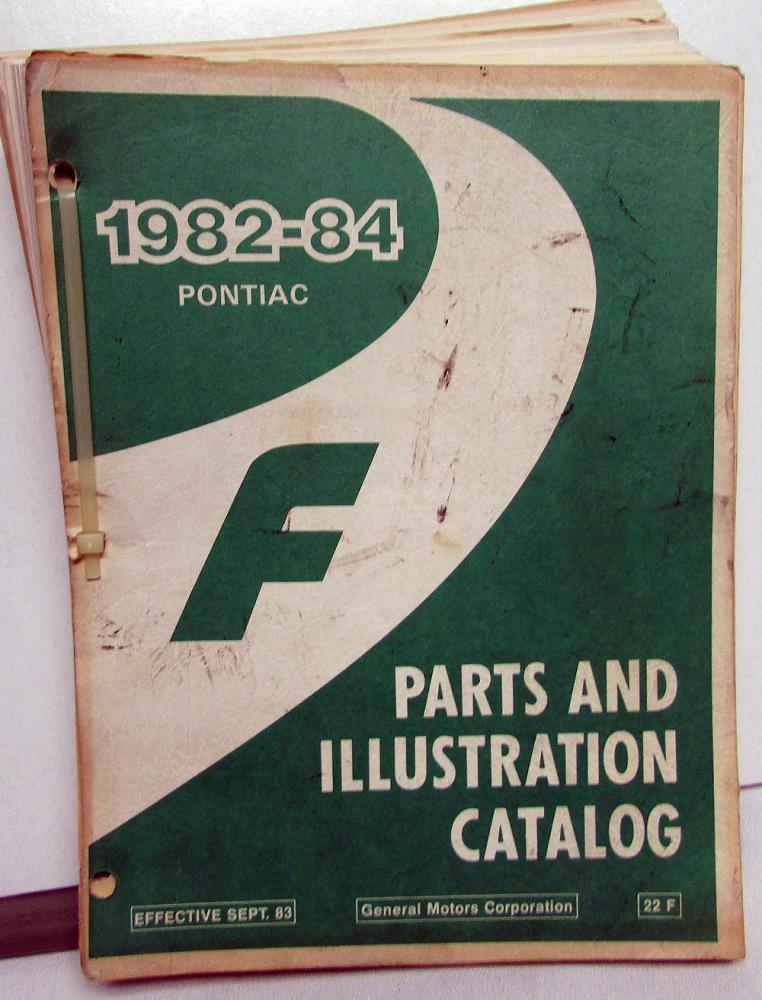 1982-84
PONTIAC
F
PARTS AND
ILLUSTRATION
CATALOG
EFFECTIVE SEPT. 83
General Motors Corporation
22 F